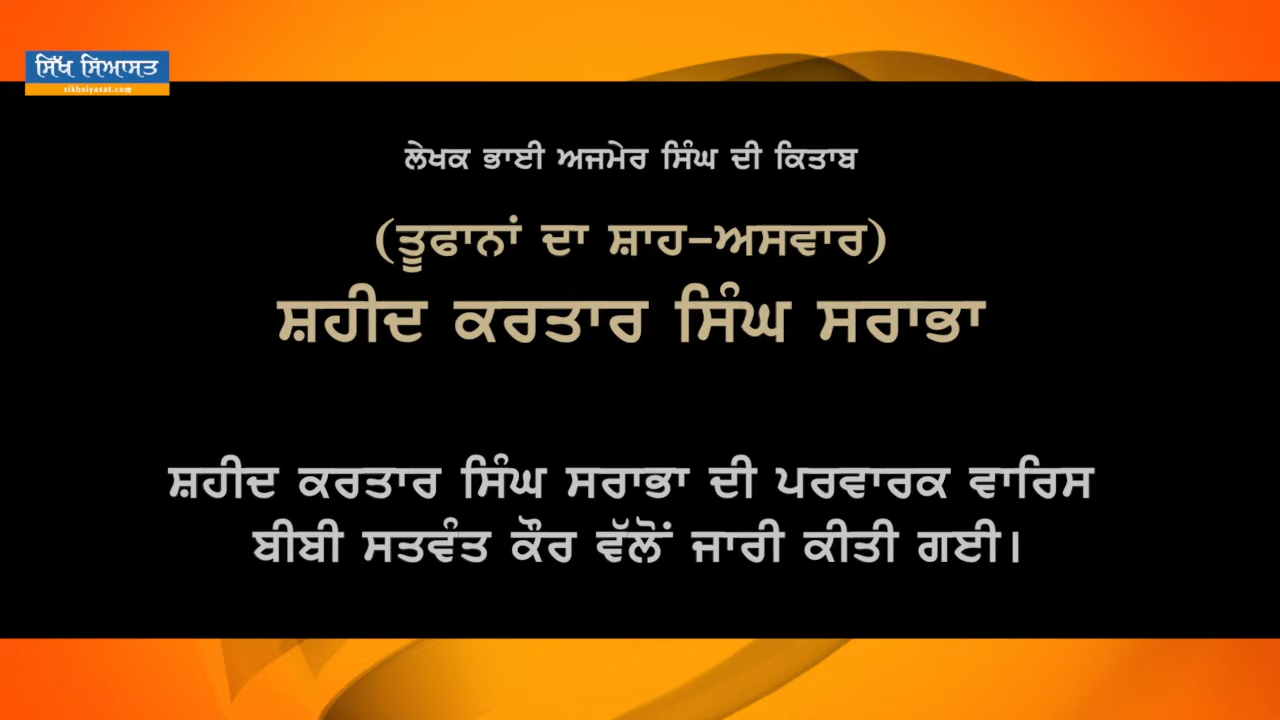 ਸਿੱਖ ਸਿਆਸਤ
sikhsiyasat.com
ਲੇਖਕ ਭਾਈ ਅਜਮੇਰ ਸਿੰਘ ਦੀ ਕਿਤਾਬ
(ਤੂਫਾਨਾਂ ਦਾ ਸ਼ਾਹ-ਅਸਵਾਰ)
ਸ਼ਹੀਦ ਕਰਤਾਰ ਸਿੰਘ ਸਰਾਭਾ
ਸ਼ਹੀਦ ਕਰਤਾਰ ਸਿੰਘ ਸਰਾਭਾ ਦੀ ਪਰਵਾਰਕ ਵਾਰਿਸ
ਬੀਬੀ ਸਤਵੰਤ ਕੌਰ ਵੱਲੋਂ ਜਾਰੀ ਕੀਤੀ ਗਈ।